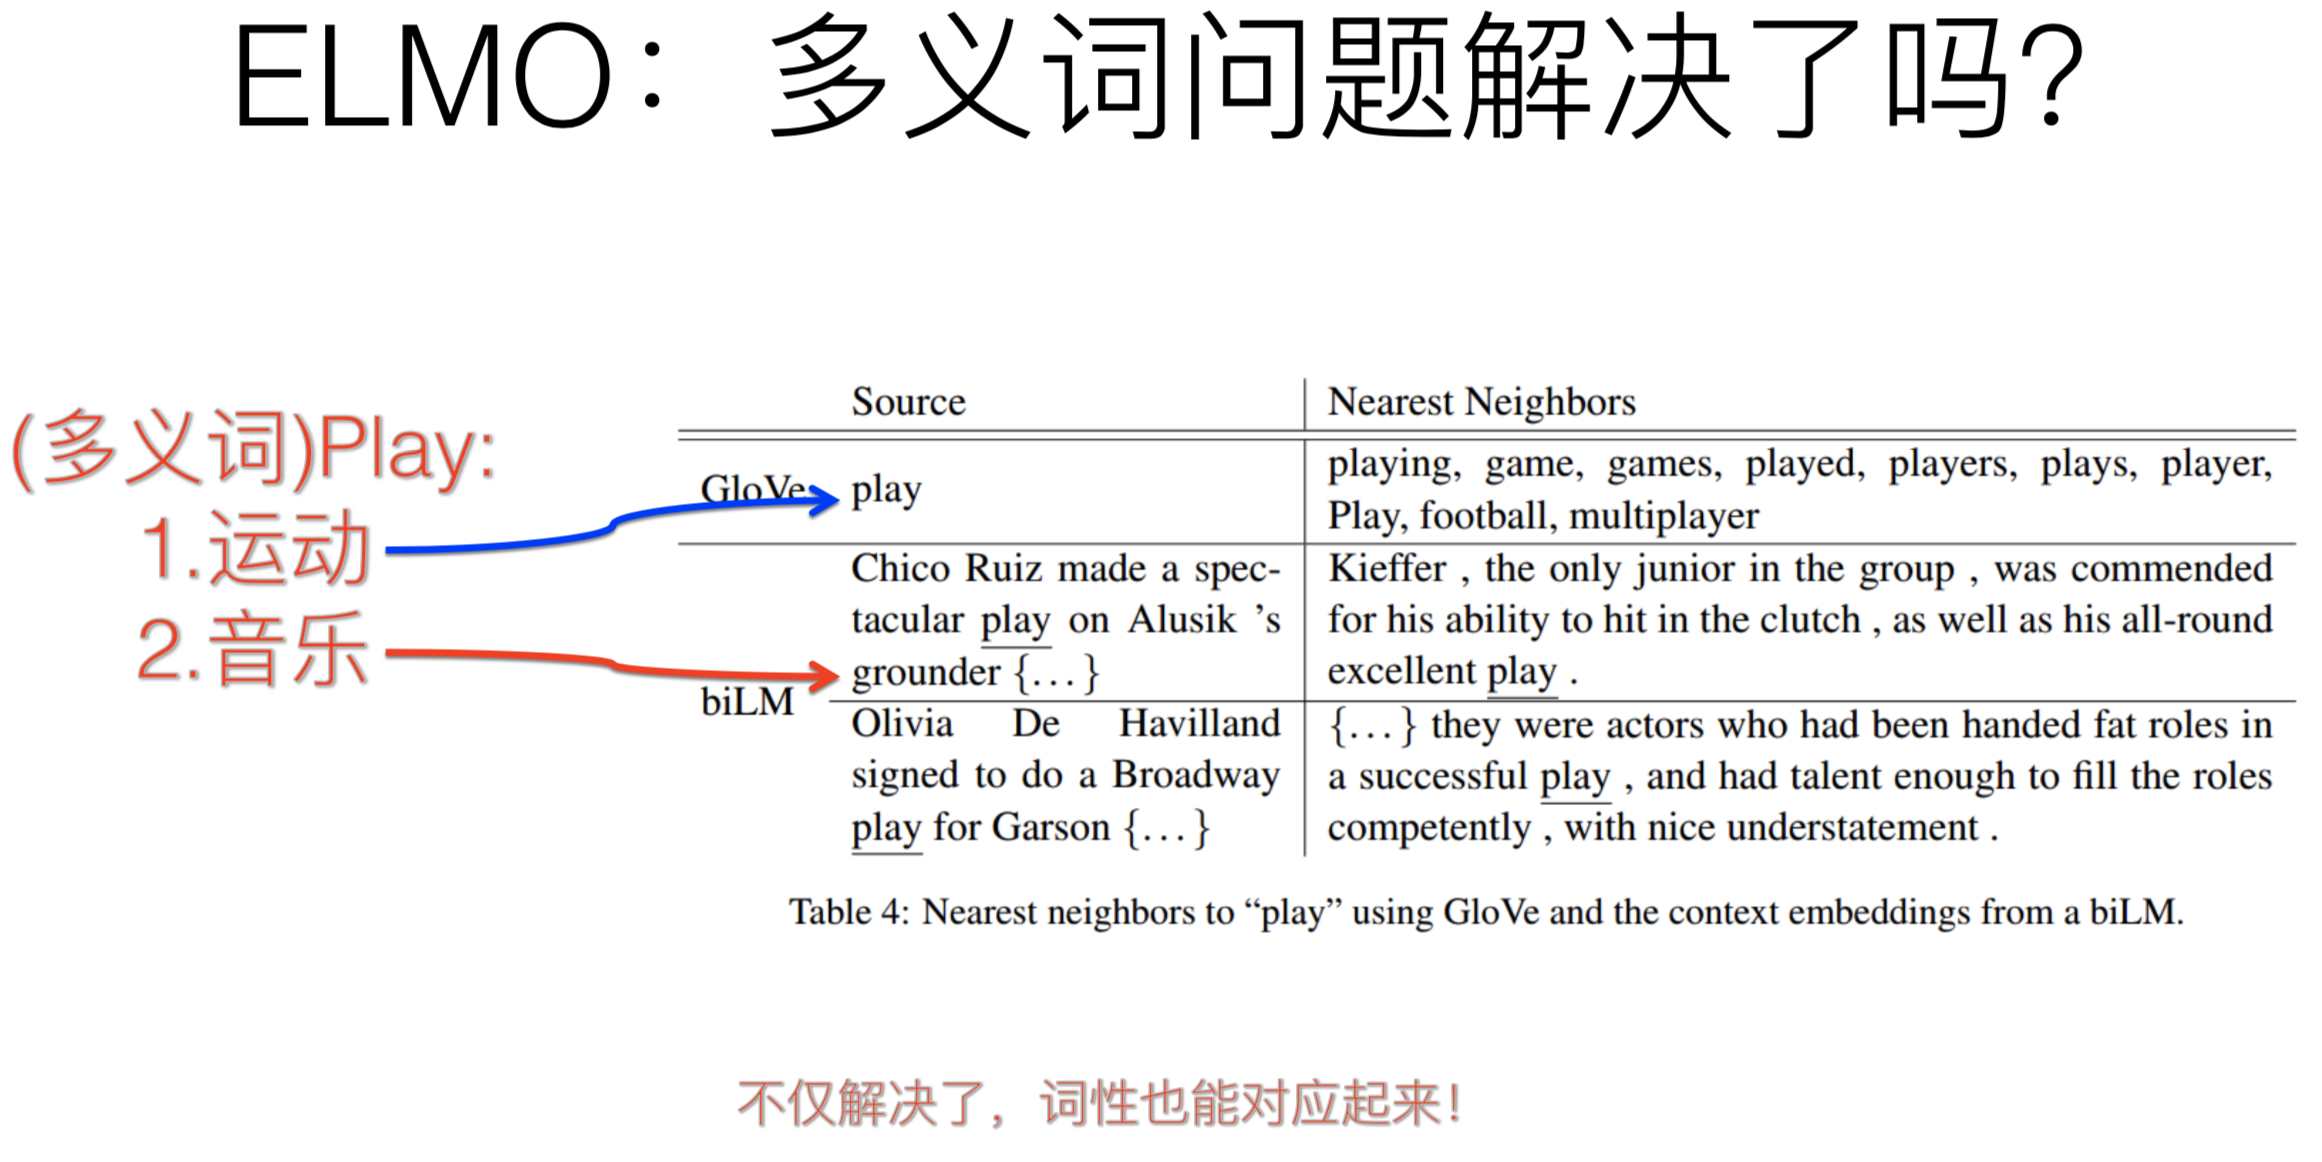 ELMO：多义词问题解决了吗？
(多义词)Play:
1.运动
2.音乐
Source Nearest Neighbors
GloVe play playing, game, games, played, players, plays, player,
Play, football, multiplayer
biLM
Chico Ruiz made a spec-
tacular play on Alusik 's
grounder {...}
Kieffer , the only junior in the group , was commended
for his ability to hit in the clutch , as well as his all-round
excellent play .
Olivia De Havilland
signed to do a Broadway
play for Garson {...}
{...} they were actors who had been handed fat roles in
a successful play , and had talent enough to fill the roles
competently , with nice understatement .
Table 4: Nearest neighbors to “play” using GloVe and the context embeddings from a biLM.
不仅解决了，词性也能对应起来！